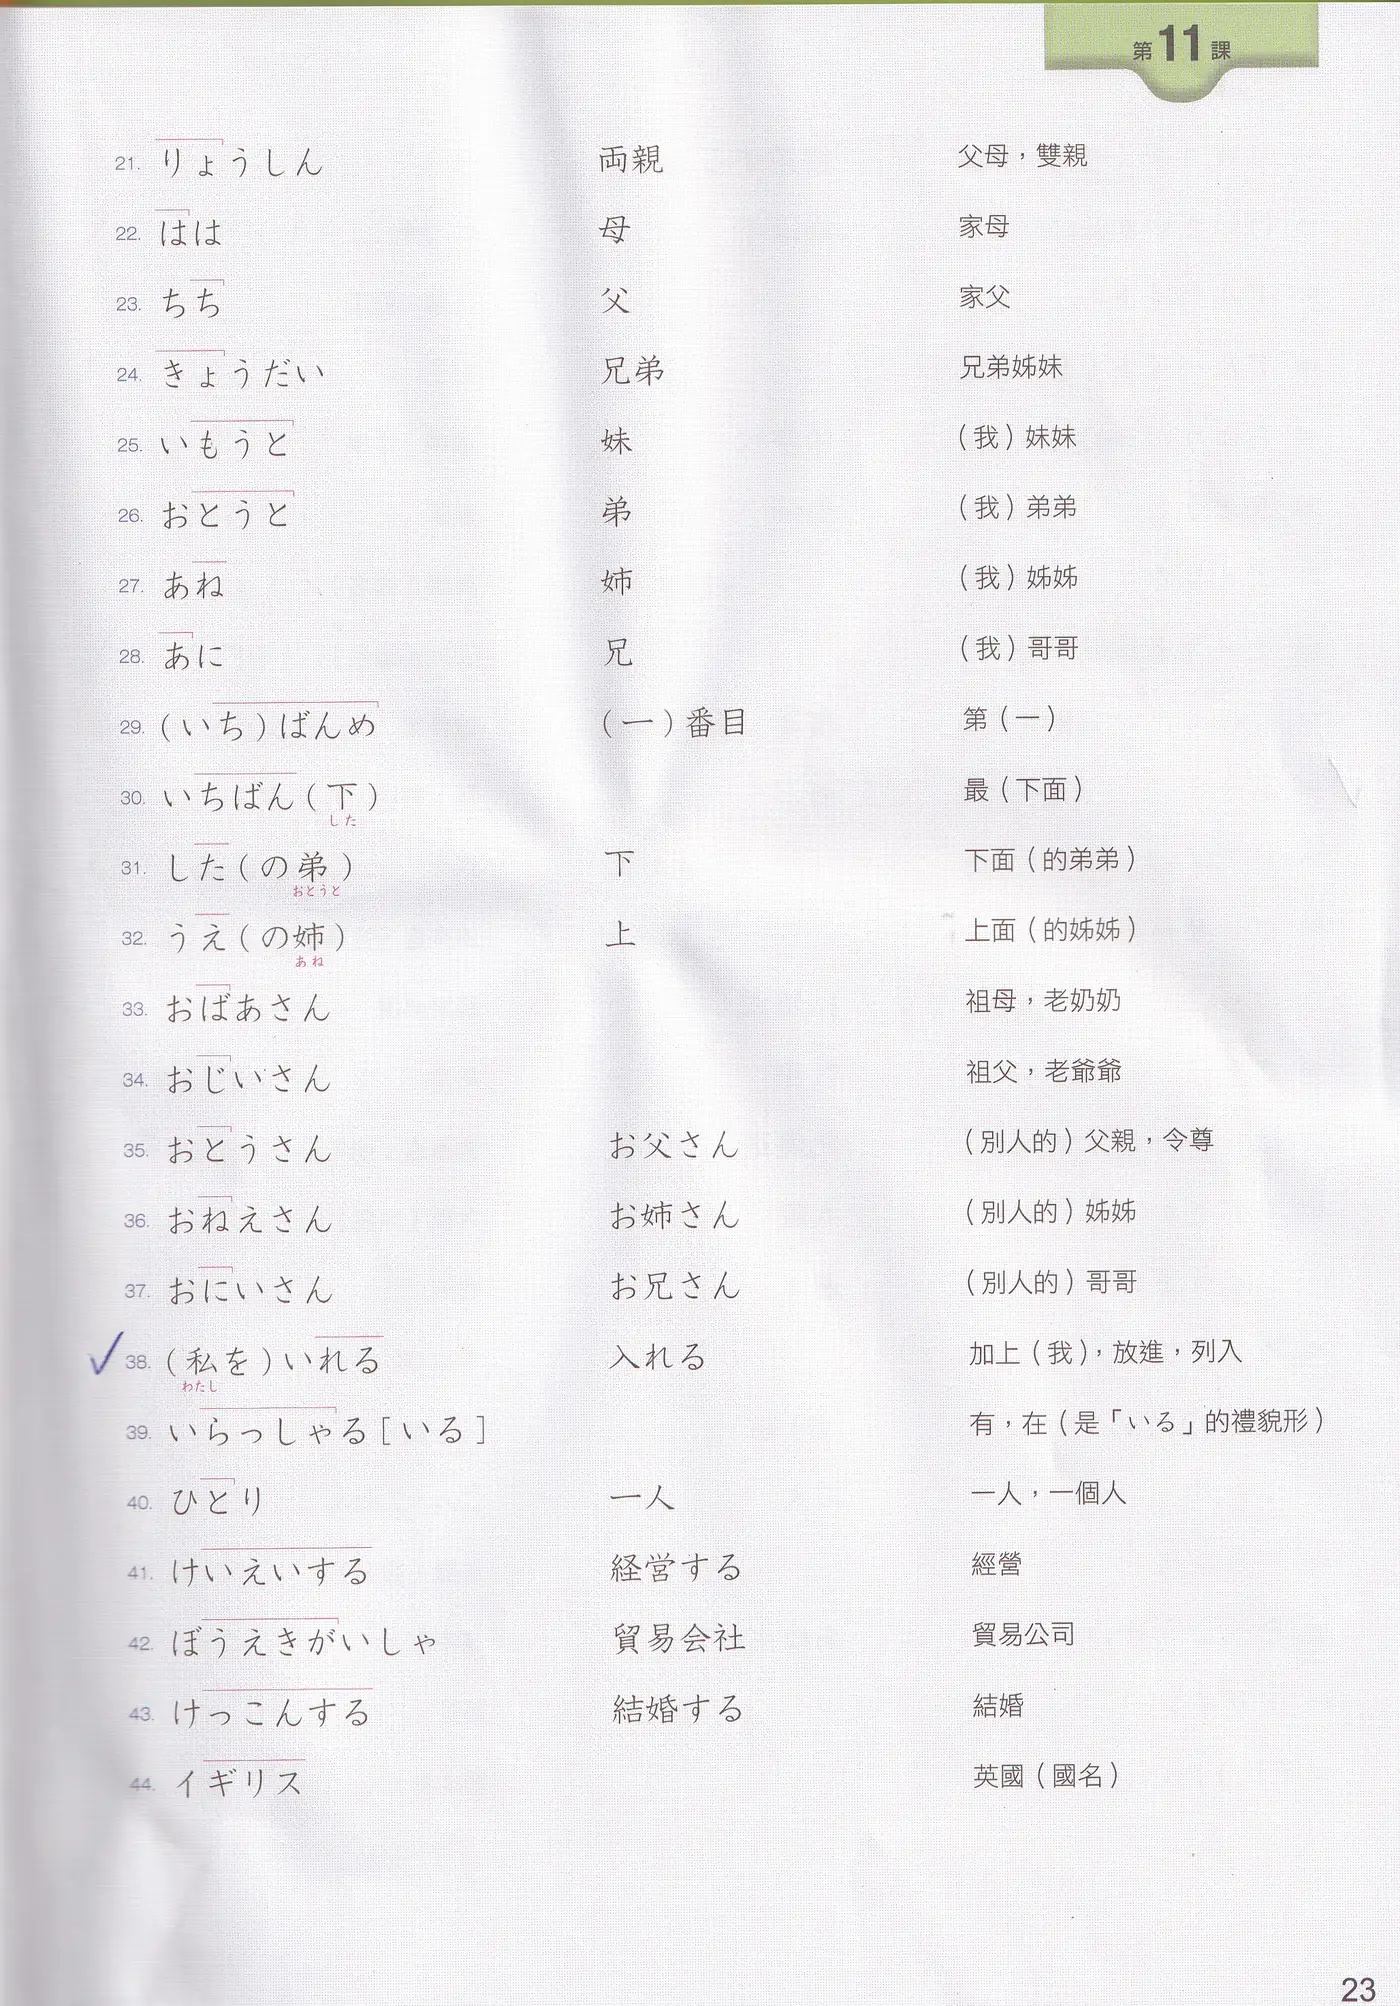 第11課
21. りょうしん 両親 父母，雙親
22. はは 母 家母
23. ちち 父 家父
24. きょうだい 兄弟 兄弟姊妹
25. いもうと 妹 （我）妹妹
26. おとうと 弟 （我）弟弟
27. あね 姉 （我）姊姊
28. あに 兄 （我）哥哥
29. （いち）ばんめ （一）番目 第（一）
30. いちばん（下） 最（下面）
した
31. した（の弟） 下 下面（的弟弟）
おとうと
32. うえ（の姉） 上 上面（的姊姊）
あね
33. おばあさん 祖母，老奶奶
34. おじいさん 祖父，老爺爺
35. おとうさん お父さん （別人的）父親，令尊
36. おねえさん お姉さん （別人的）姊姊
37. おにいさん お兄さん （別人的）哥哥
38. （私を）いれる 入れる 加上（我），放進，列入
わたし
39. いらっしゃる［いる］ 有，在（是「いる」的禮貌形）
40. ひとり 一人 一人，一個人
41. けいえいする 経営する 經營
42. ぼうえきがいしゃ 貿易会社 貿易公司
43. けっこんする 結婚する 結婚
44. イギリス 英國（國名）
23